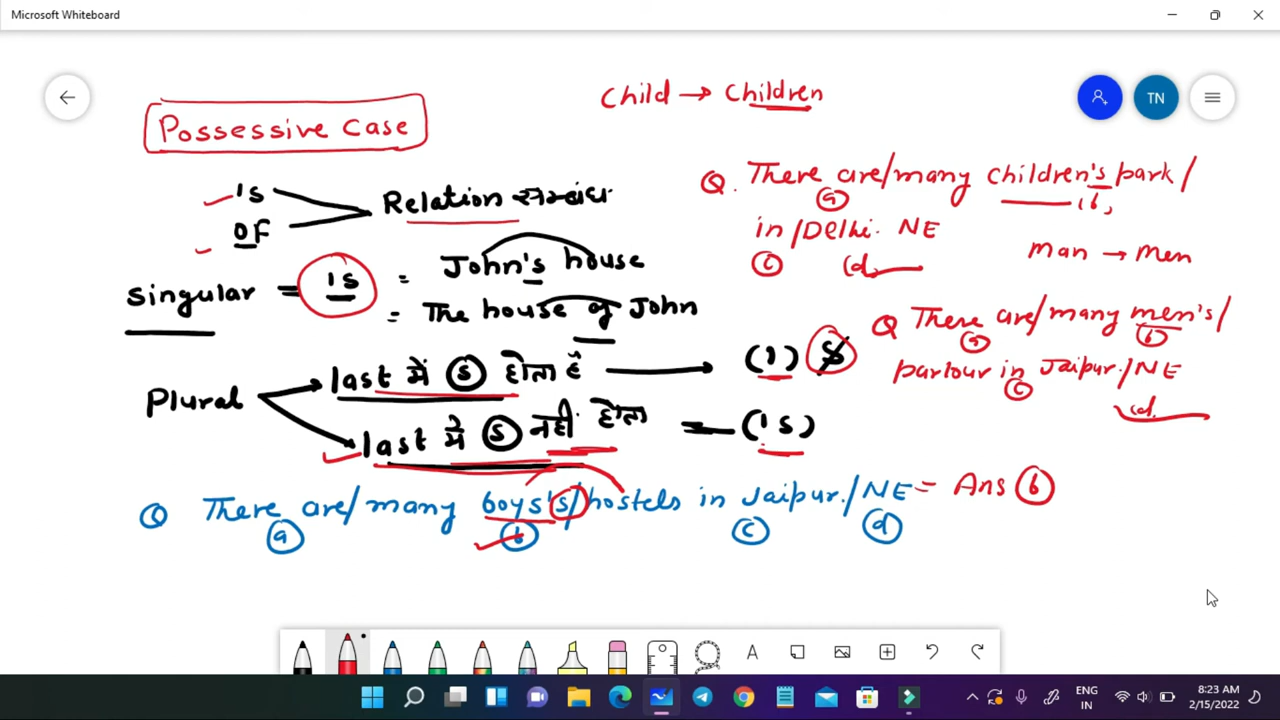 Microsoft Whiteboard
Child → Children
TN
Possessive Case
's
OF
Relation सम्बंध
Singular = 's = John's house
= The house of John
Plural
last में S होता है → (') S
last में S नहीं होता = ('s)
Q There are/many boys's/hostels in Jaipur./NE = Ans b
a b c d
Q. There are/many children's park/
a b
in/Delhi. NE
c d
man → men
Q There are/many men's/
a b
parlour in Jaipur./NE
c d
A
ENG
IN
8:23 AM
2/15/2022